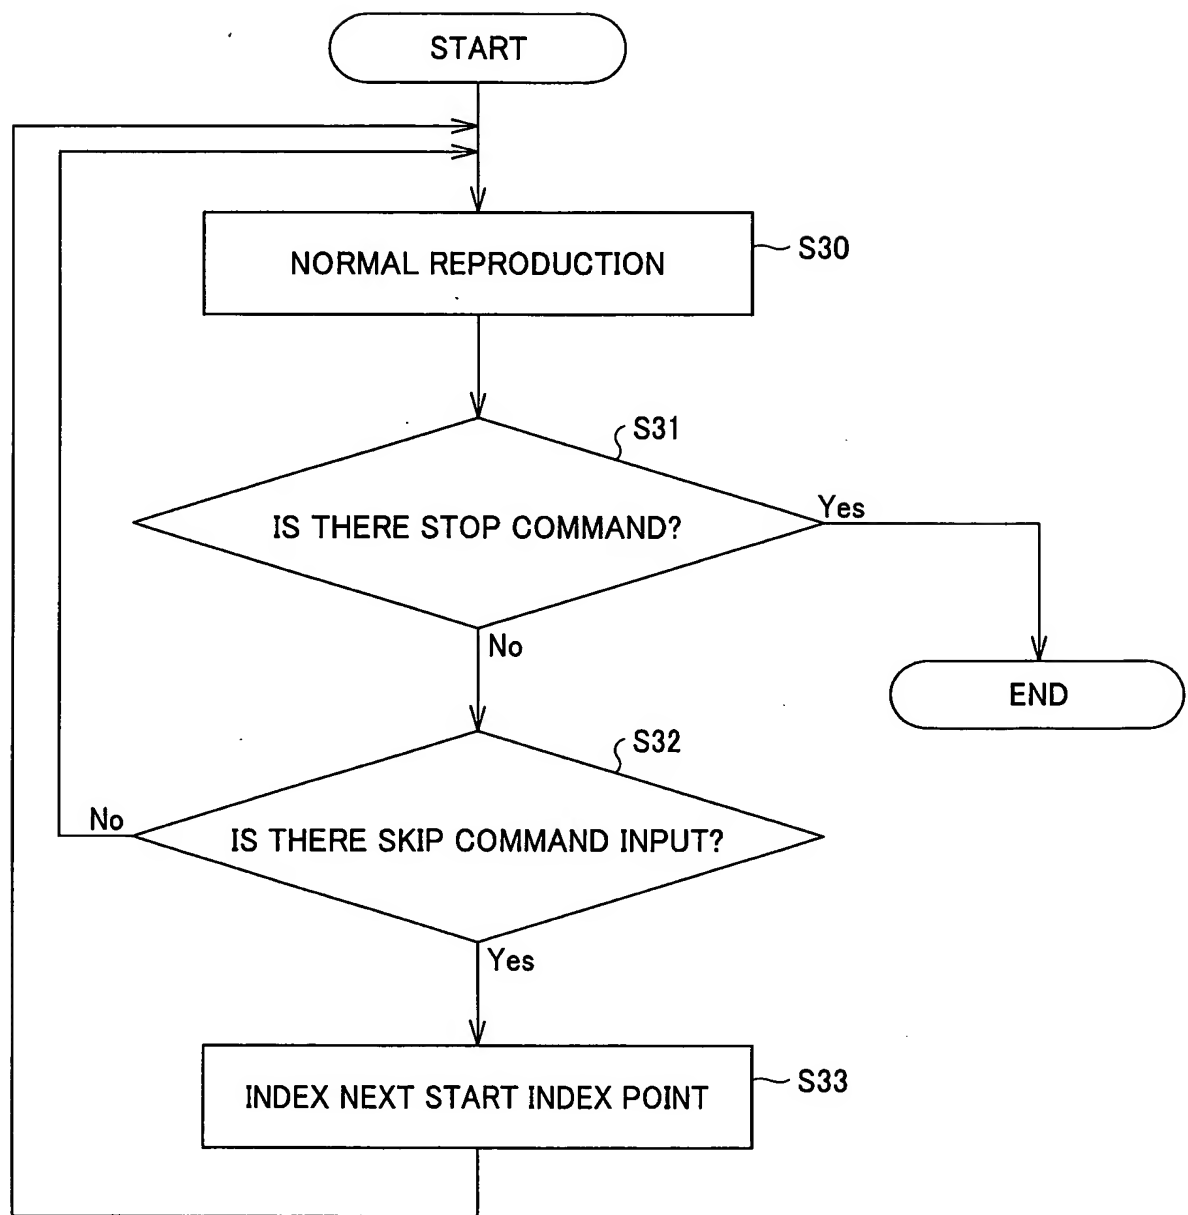 START
NORMAL REPRODUCTION
S30
S31
IS THERE STOP COMMAND?
Yes
No
END
S32
No
IS THERE SKIP COMMAND INPUT?
Yes
INDEX NEXT START INDEX POINT
S33